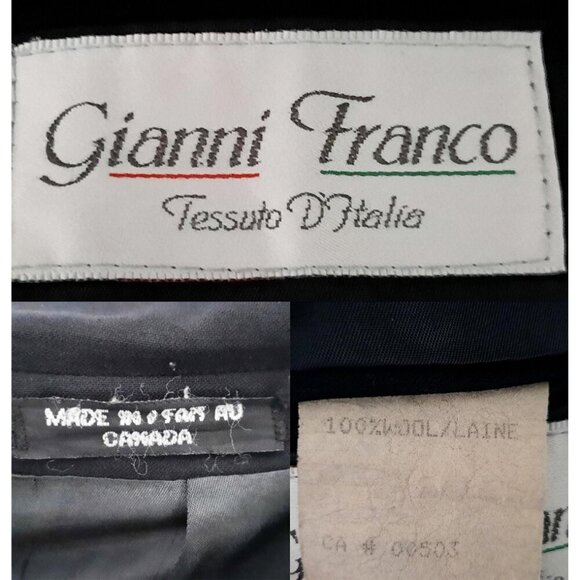 Gianni Franco
Tessuto D'Italia
MADE IN / FAIT AU
CANADA
100%WOOL/LAINE
CA # 00503